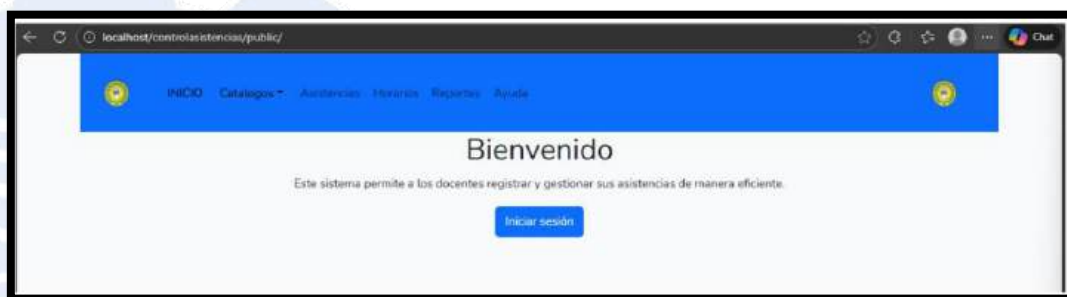 localhost/controlasistencias/public/
Chat
INICIO Catalogos Asistencias Horarios Reportes Ayuda
Bienvenido
Este sistema permite a los docentes registrar y gestionar sus asistencias de manera eficiente.
Iniciar sesión